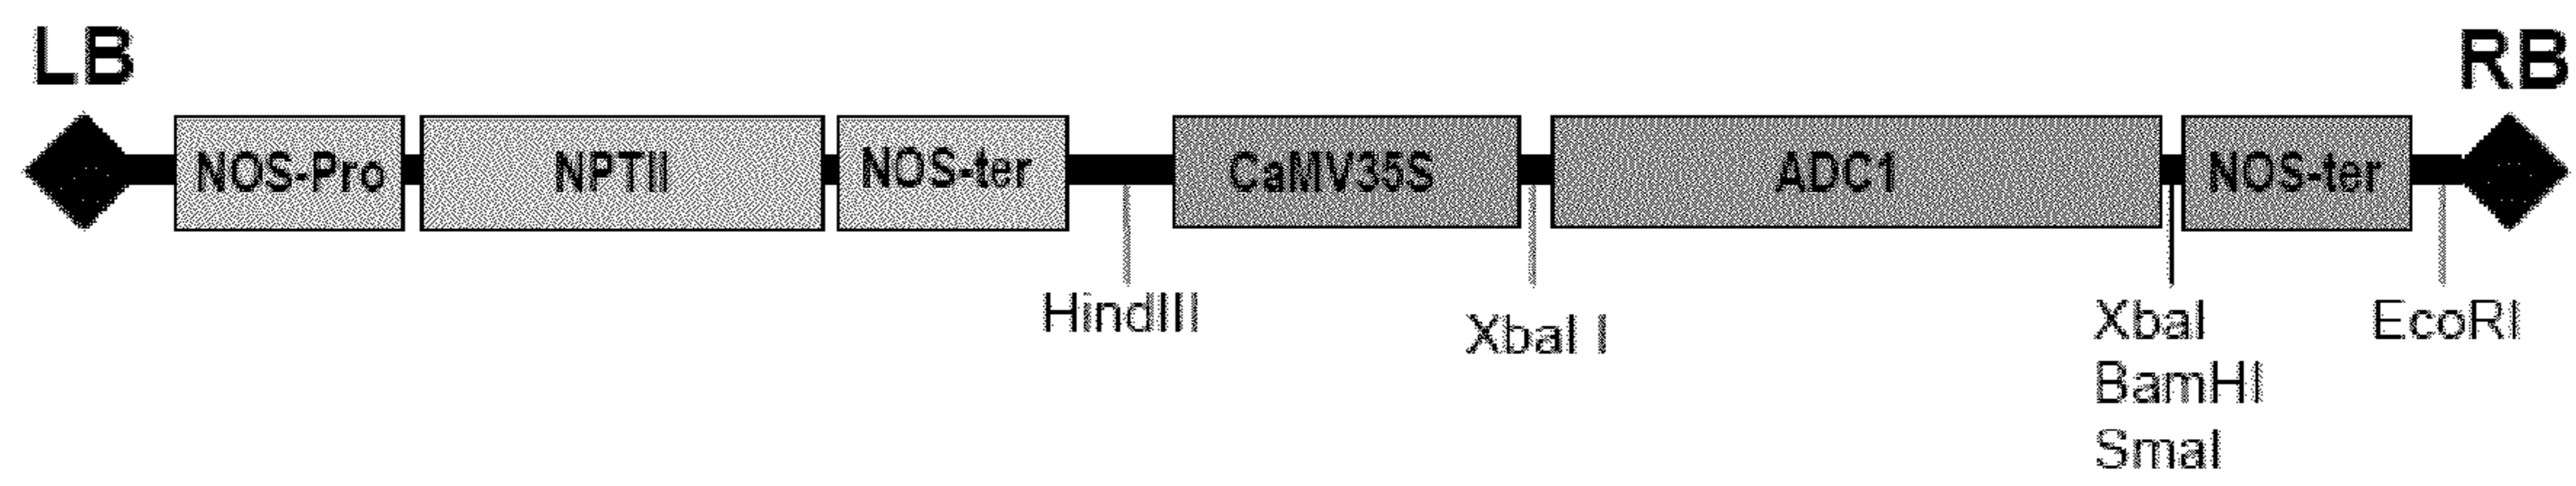 LB RB
NOS-Pro NPTII NOS-ter CaMV35S ADC1 NOS-ter
HindIII XbaI I XbaI EcoRI
BamHI
SmaI